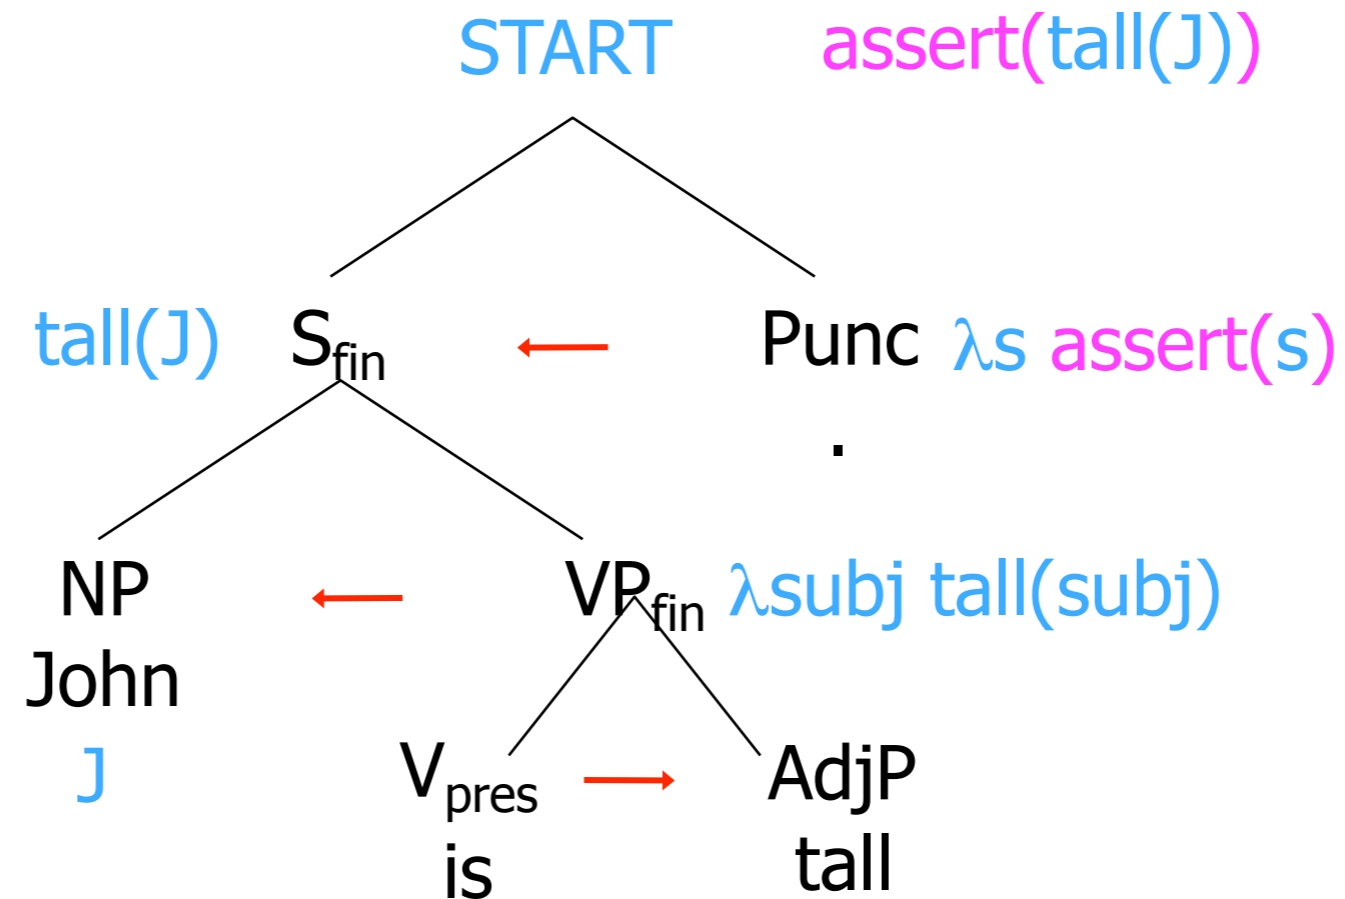 START assert(tall(J))
tall(J) S_fin Punc λs assert(s)
.
NP VP_fin λsubj tall(subj)
John
J V_pres AdjP
is tall